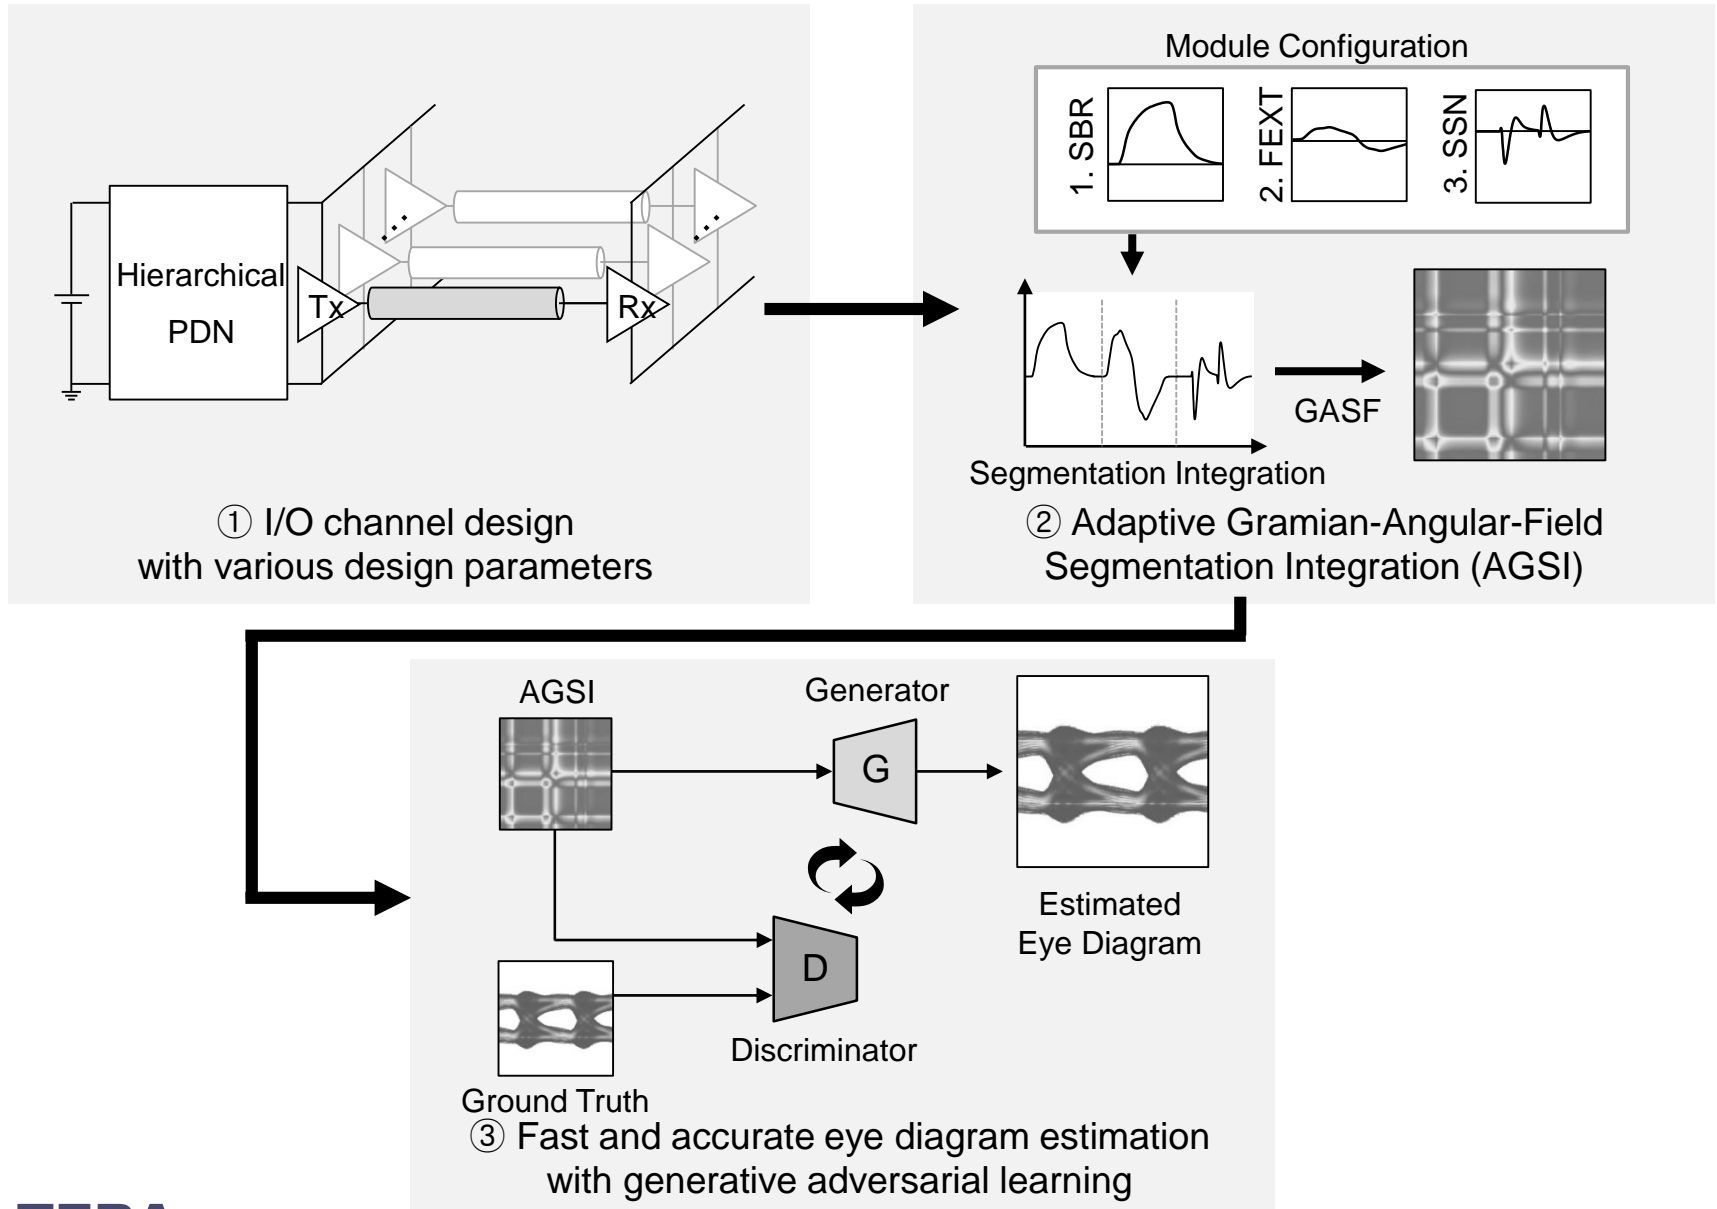 Hierarchical
PDN
Tx
Rx
① I/O channel design
with various design parameters
Module Configuration
1. SBR
2. FEXT
3. SSN
GASF
Segmentation Integration
② Adaptive Gramian-Angular-Field
Segmentation Integration (AGSI)
AGSI
Generator
G
Estimated
Eye Diagram
D
Discriminator
Ground Truth
③ Fast and accurate eye diagram estimation
with generative adversarial learning